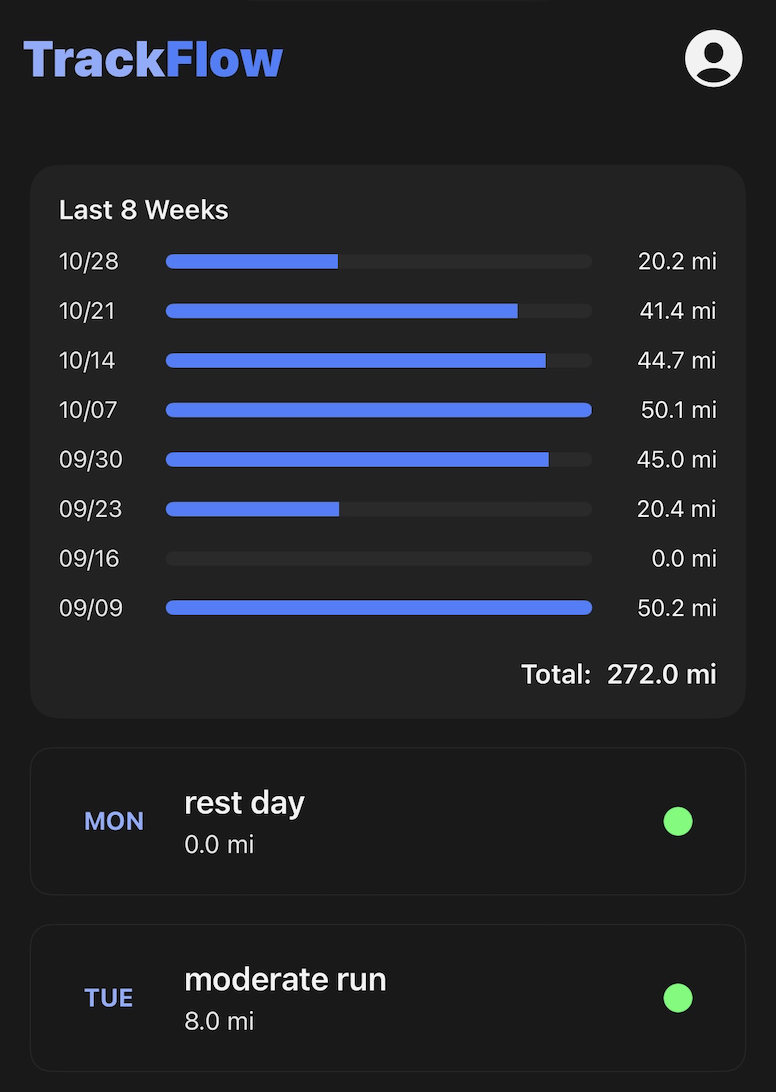 TrackFlow
Last 8 Weeks
10/28 20.2 mi
10/21 41.4 mi
10/14 44.7 mi
10/07 50.1 mi
09/30 45.0 mi
09/23 20.4 mi
09/16 0.0 mi
09/09 50.2 mi
Total: 272.0 mi
MON
rest day
0.0 mi
TUE
moderate run
8.0 mi